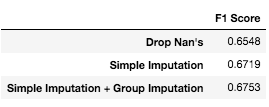 F1 Score
Drop Nan's 0.6548
Simple Imputation 0.6719
Simple Imputation + Group Imputation 0.6753